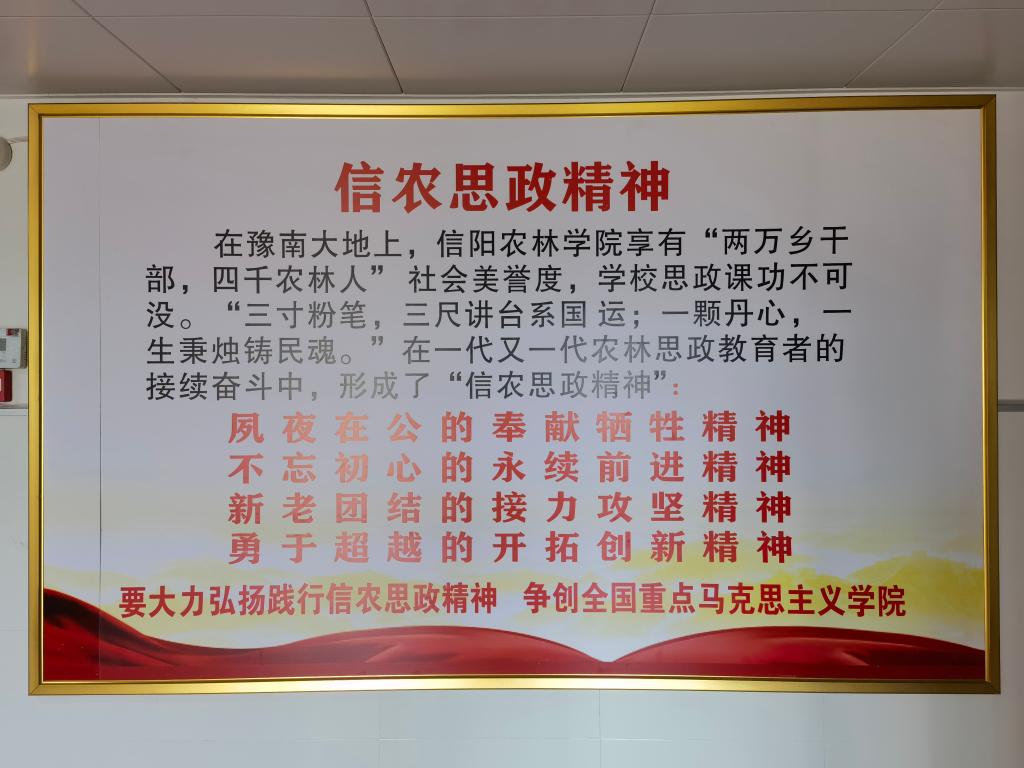 信农思政精神
在豫南大地上，信阳农林学院享有“两万乡干
部，四千农林人” 社会美誉度，学校思政课功不可
没。“三寸粉笔，三尺讲台系国 运；一颗丹心，一
生秉烛铸民魂。”在一代又一代农林思政教育者的
接续奋斗中，形成了“信农思政精神”：
夙夜在公的奉献牺牲精神
不忘初心的永续前进精神
新老团结的接力攻坚精神
勇于超越的开拓创新精神
要大力弘扬践行信农思政精神 争创全国重点马克思主义学院